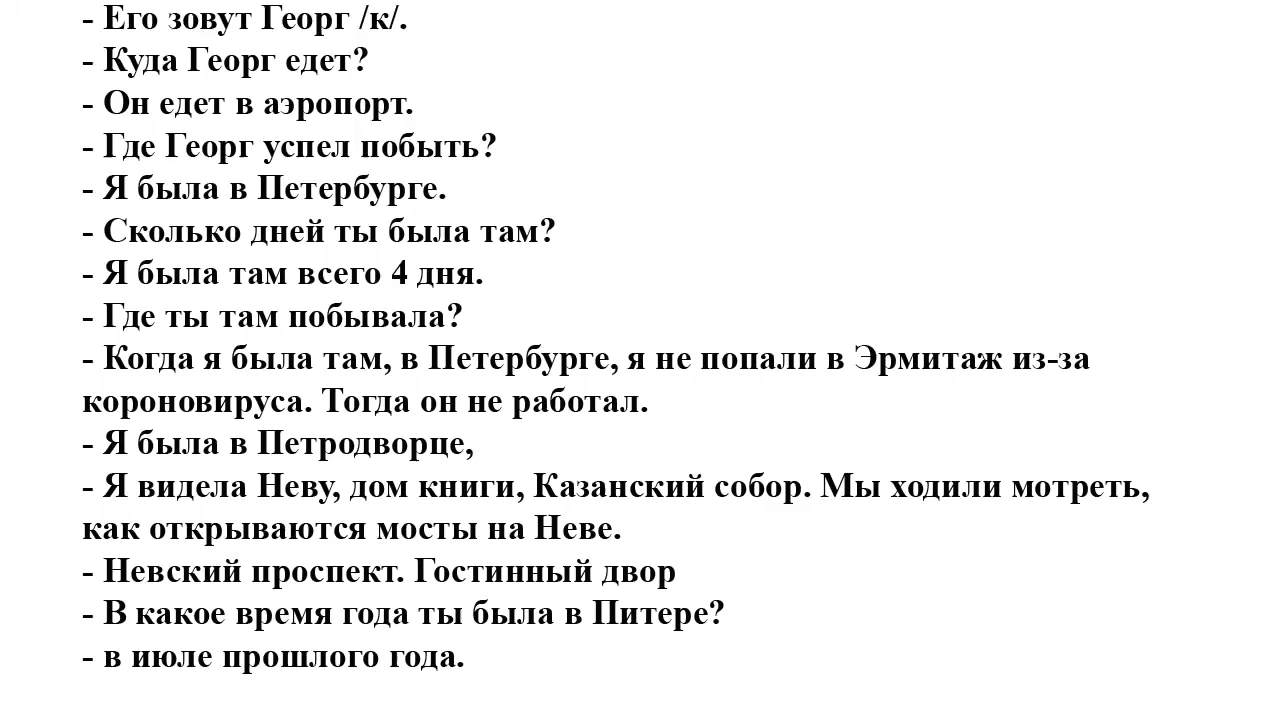 - Его зовут Георг /к/.
- Куда Георг едет?
- Он едет в аэропорт.
- Где Георг успел побыть?
- Я была в Петербурге.
- Сколько дней ты была там?
- Я была там всего 4 дня.
- Где ты там побывала?
- Когда я была там, в Петербурге, я не попали в Эрмитаж из-за
короновируса. Тогда он не работал.
- Я была в Петродворце,
- Я видела Неву, дом книги, Казанский собор. Мы ходили мотреть,
как открываются мосты на Неве.
- Невский проспект. Гостинный двор
- В какое время года ты была в Питере?
- в июле прошлого года.